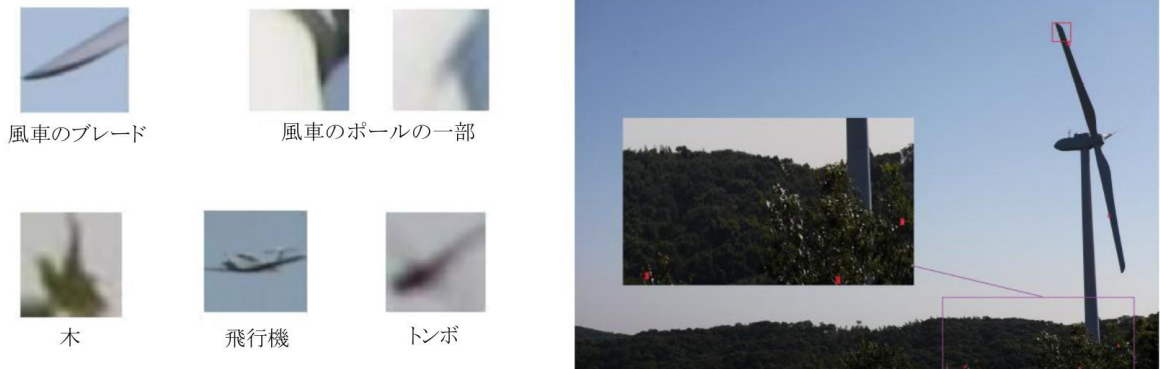 風車のブレード
風車のポールの一部
木
飛行機
トンボ